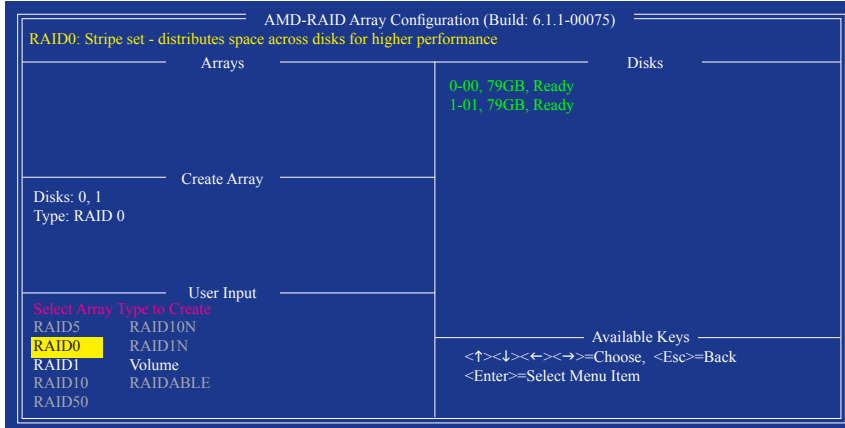 AMD-RAID Array Configuration (Build: 6.1.1-00075)
RAID0: Stripe set - distributes space across disks for higher performance
Arrays
Create Array
Disks: 0, 1
Type: RAID 0
User Input
Select Array Type to Create
RAID5 RAID10N
RAID0 RAID1N
RAID1 Volume
RAID10 RAIDABLE
RAID50
Disks
0-00, 79GB, Ready
1-01, 79GB, Ready
Available Keys
<↑><↓><←><→>=Choose, <Esc>=Back
<Enter>=Select Menu Item